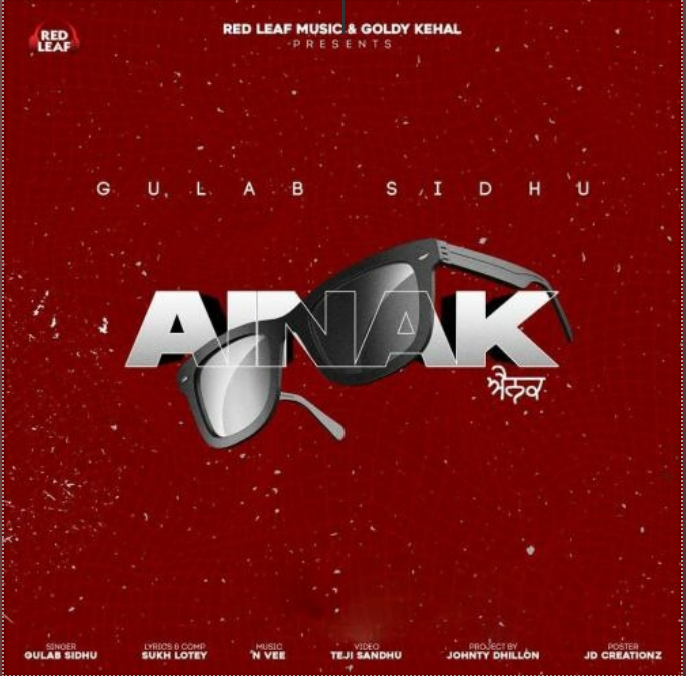 RED LEAF MUSIC & GOLDY KEHAL
PRESENTS
RED
LEAF
GULAB SIDHU
AINAK
ਐਨਕ
SINGER
GULAB SIDHU
LYRICS & COMP
SUKH LOTEY
MUSIC
N VEE
VIDEO
TEJI SANDHU
PROJECT BY
JOHNTY DHILLON
POSTER
JD CREATIONZ